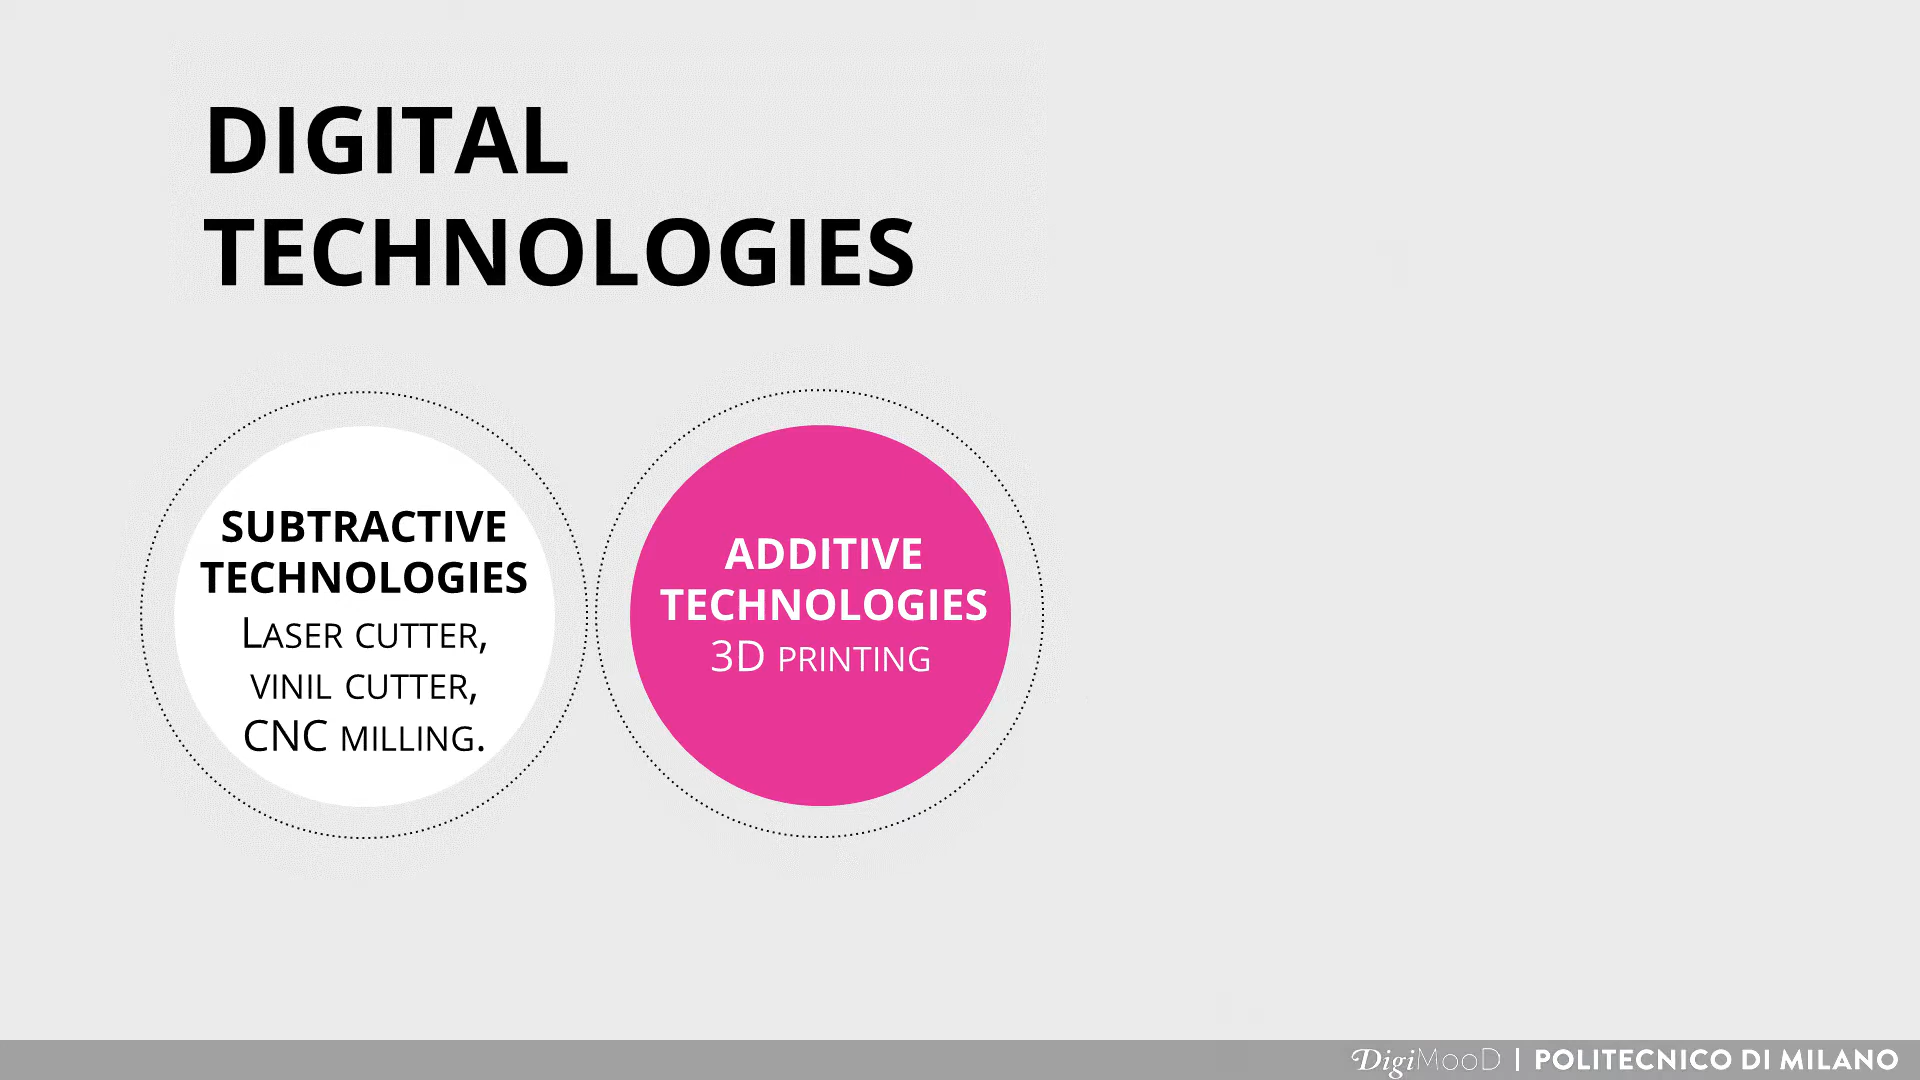 DIGITAL
TECHNOLOGIES
SUBTRACTIVE
TECHNOLOGIES
LASER CUTTER,
VINIL CUTTER,
CNC MILLING.
ADDITIVE
TECHNOLOGIES
3D PRINTING
DigiMooD | POLITECNICO DI MILANO